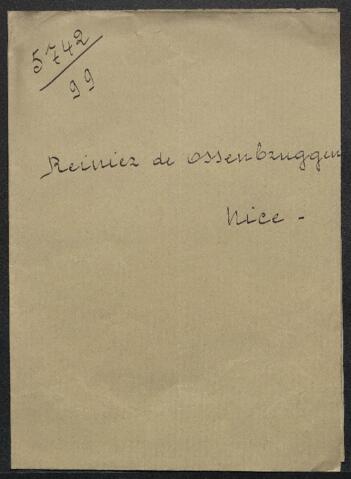 5742
99
Reinier de Ossenbruggen
Nice -